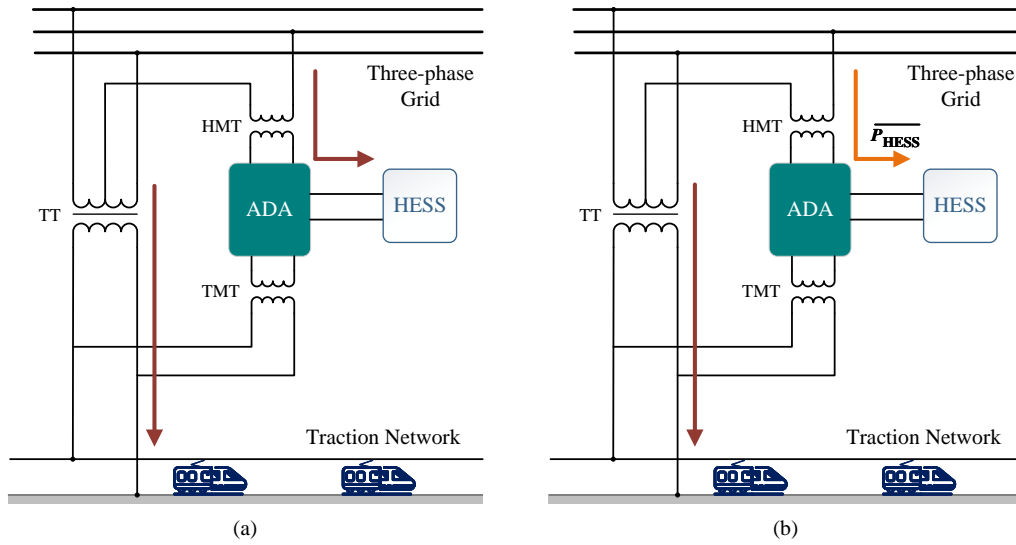 Three-phase
Grid
HMT
ADA
HESS
TT
TMT
Traction Network
(a)
Three-phase
Grid
HMT
P_HESS
ADA
HESS
TT
TMT
Traction Network
(b)